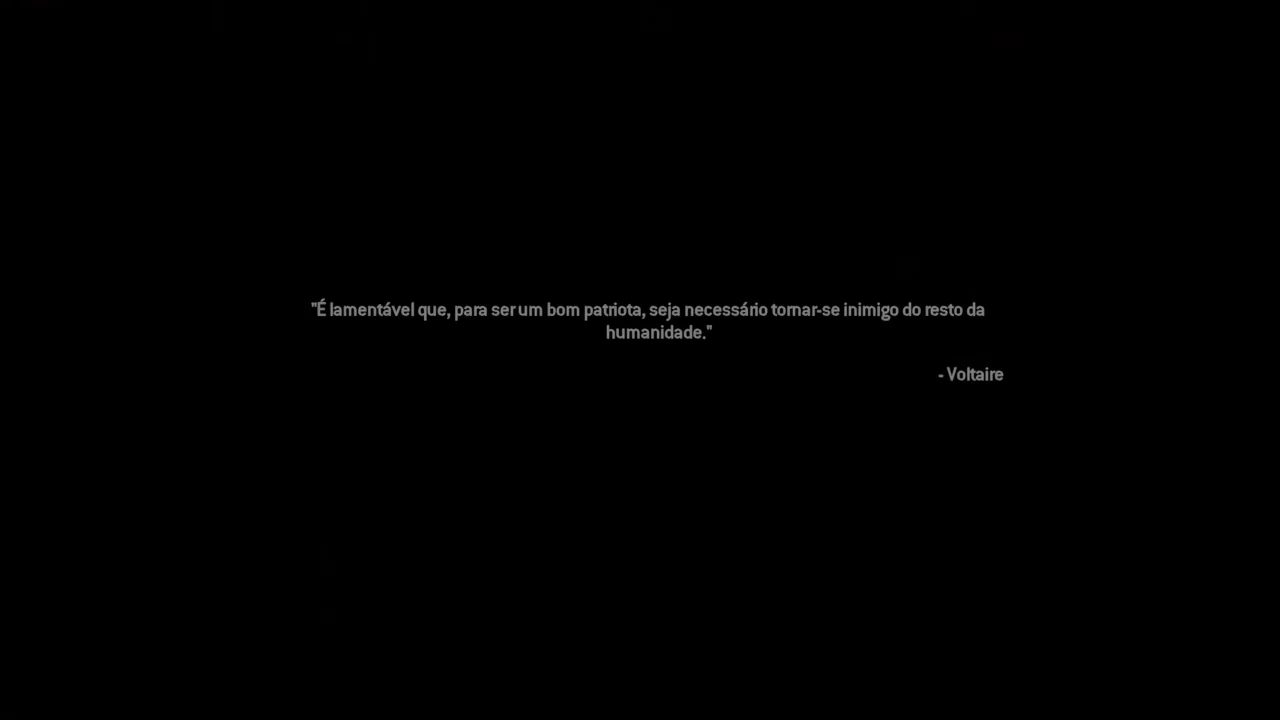 "É lamentável que, para ser um bom patriota, seja necessário tornar-se inimigo do resto da
humanidade."
- Voltaire